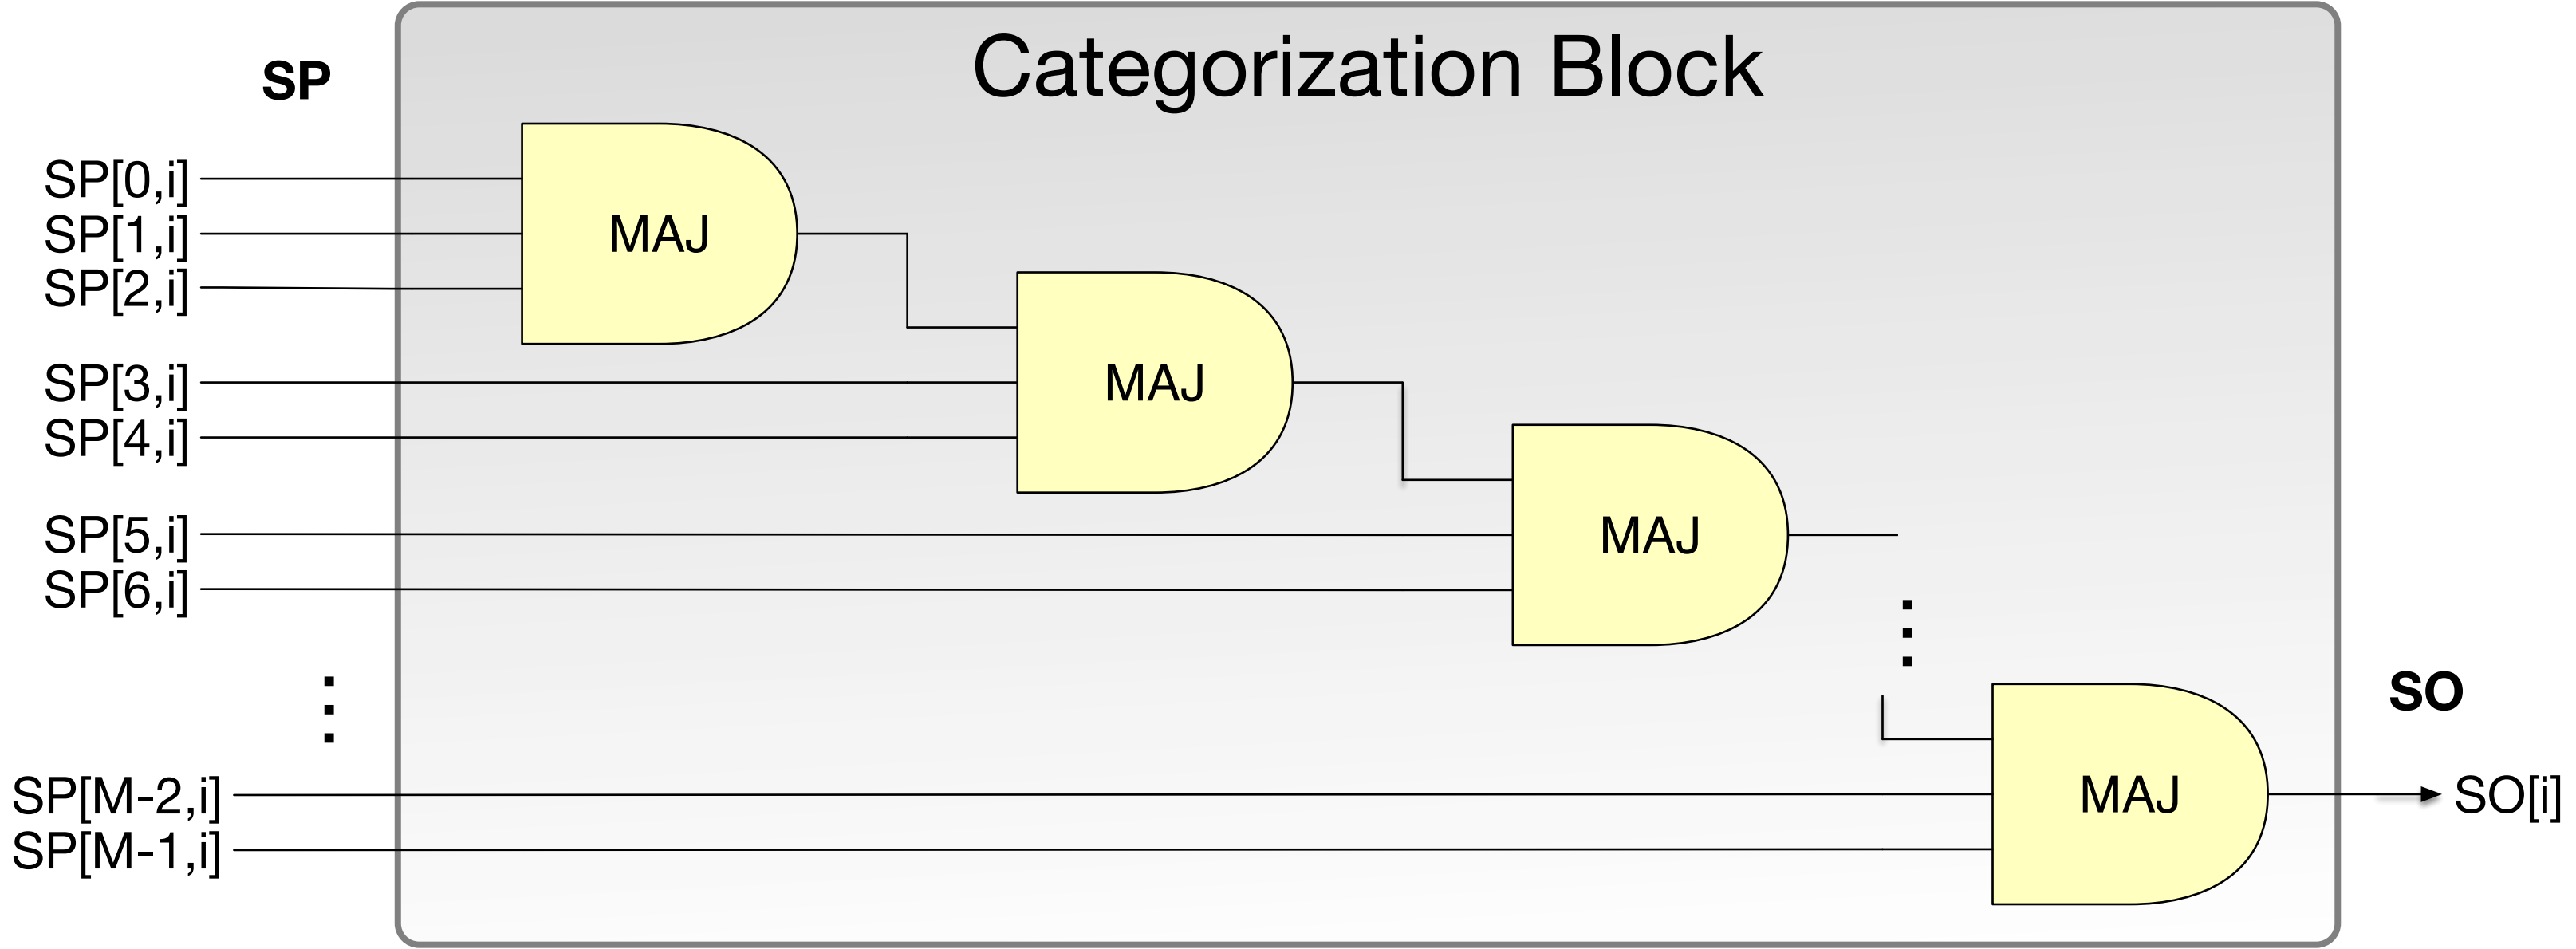 Categorization Block
SP
SP[0,i]
SP[1,i]
SP[2,i]
MAJ
SP[3,i]
SP[4,i]
MAJ
SP[5,i]
SP[6,i]
MAJ
SP[M-2,i]
SP[M-1,i]
MAJ
SO
SO[i]